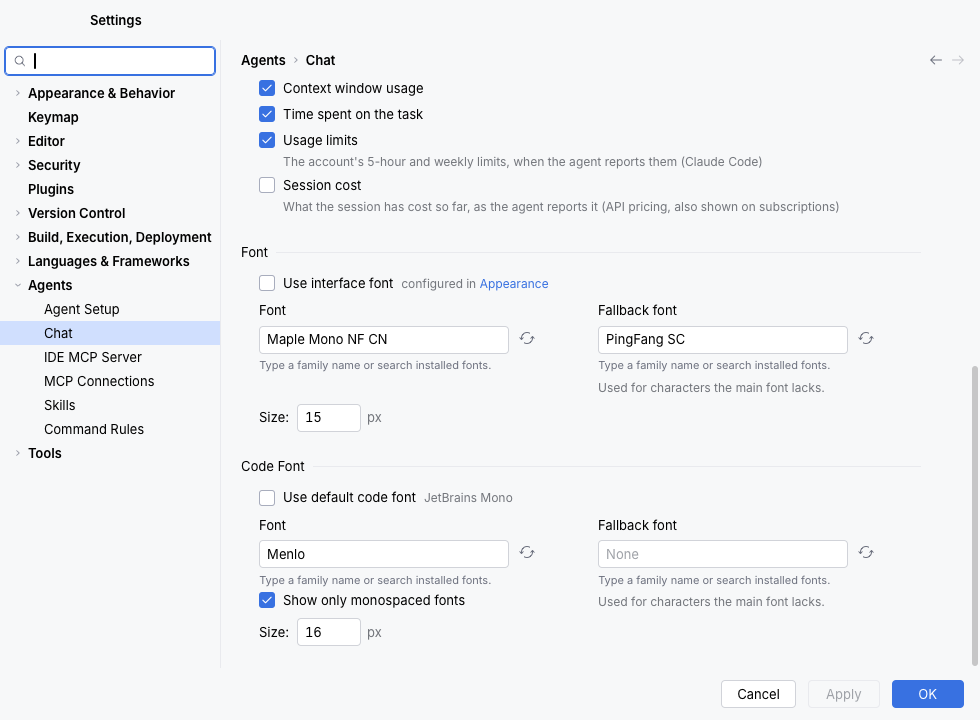 Settings
Agents › Chat
Appearance & Behavior
Keymap
Editor
Security
Plugins
Version Control
Build, Execution, Deployment
Languages & Frameworks
Agents
Agent Setup
Chat
IDE MCP Server
MCP Connections
Skills
Command Rules
Tools
Context window usage
Time spent on the task
Usage limits
The account's 5-hour and weekly limits, when the agent reports them (Claude Code)
Session cost
What the session has cost so far, as the agent reports it (API pricing, also shown on subscriptions)
Font
Use interface font configured in Appearance
Font Fallback font
Maple Mono NF CN PingFang SC
Type a family name or search installed fonts. Type a family name or search installed fonts.
Used for characters the main font lacks.
Size: 15 px
Code Font
Use default code font JetBrains Mono
Font Fallback font
Menlo None
Type a family name or search installed fonts. Type a family name or search installed fonts.
Show only monospaced fonts Used for characters the main font lacks.
Size: 16 px
Cancel Apply OK